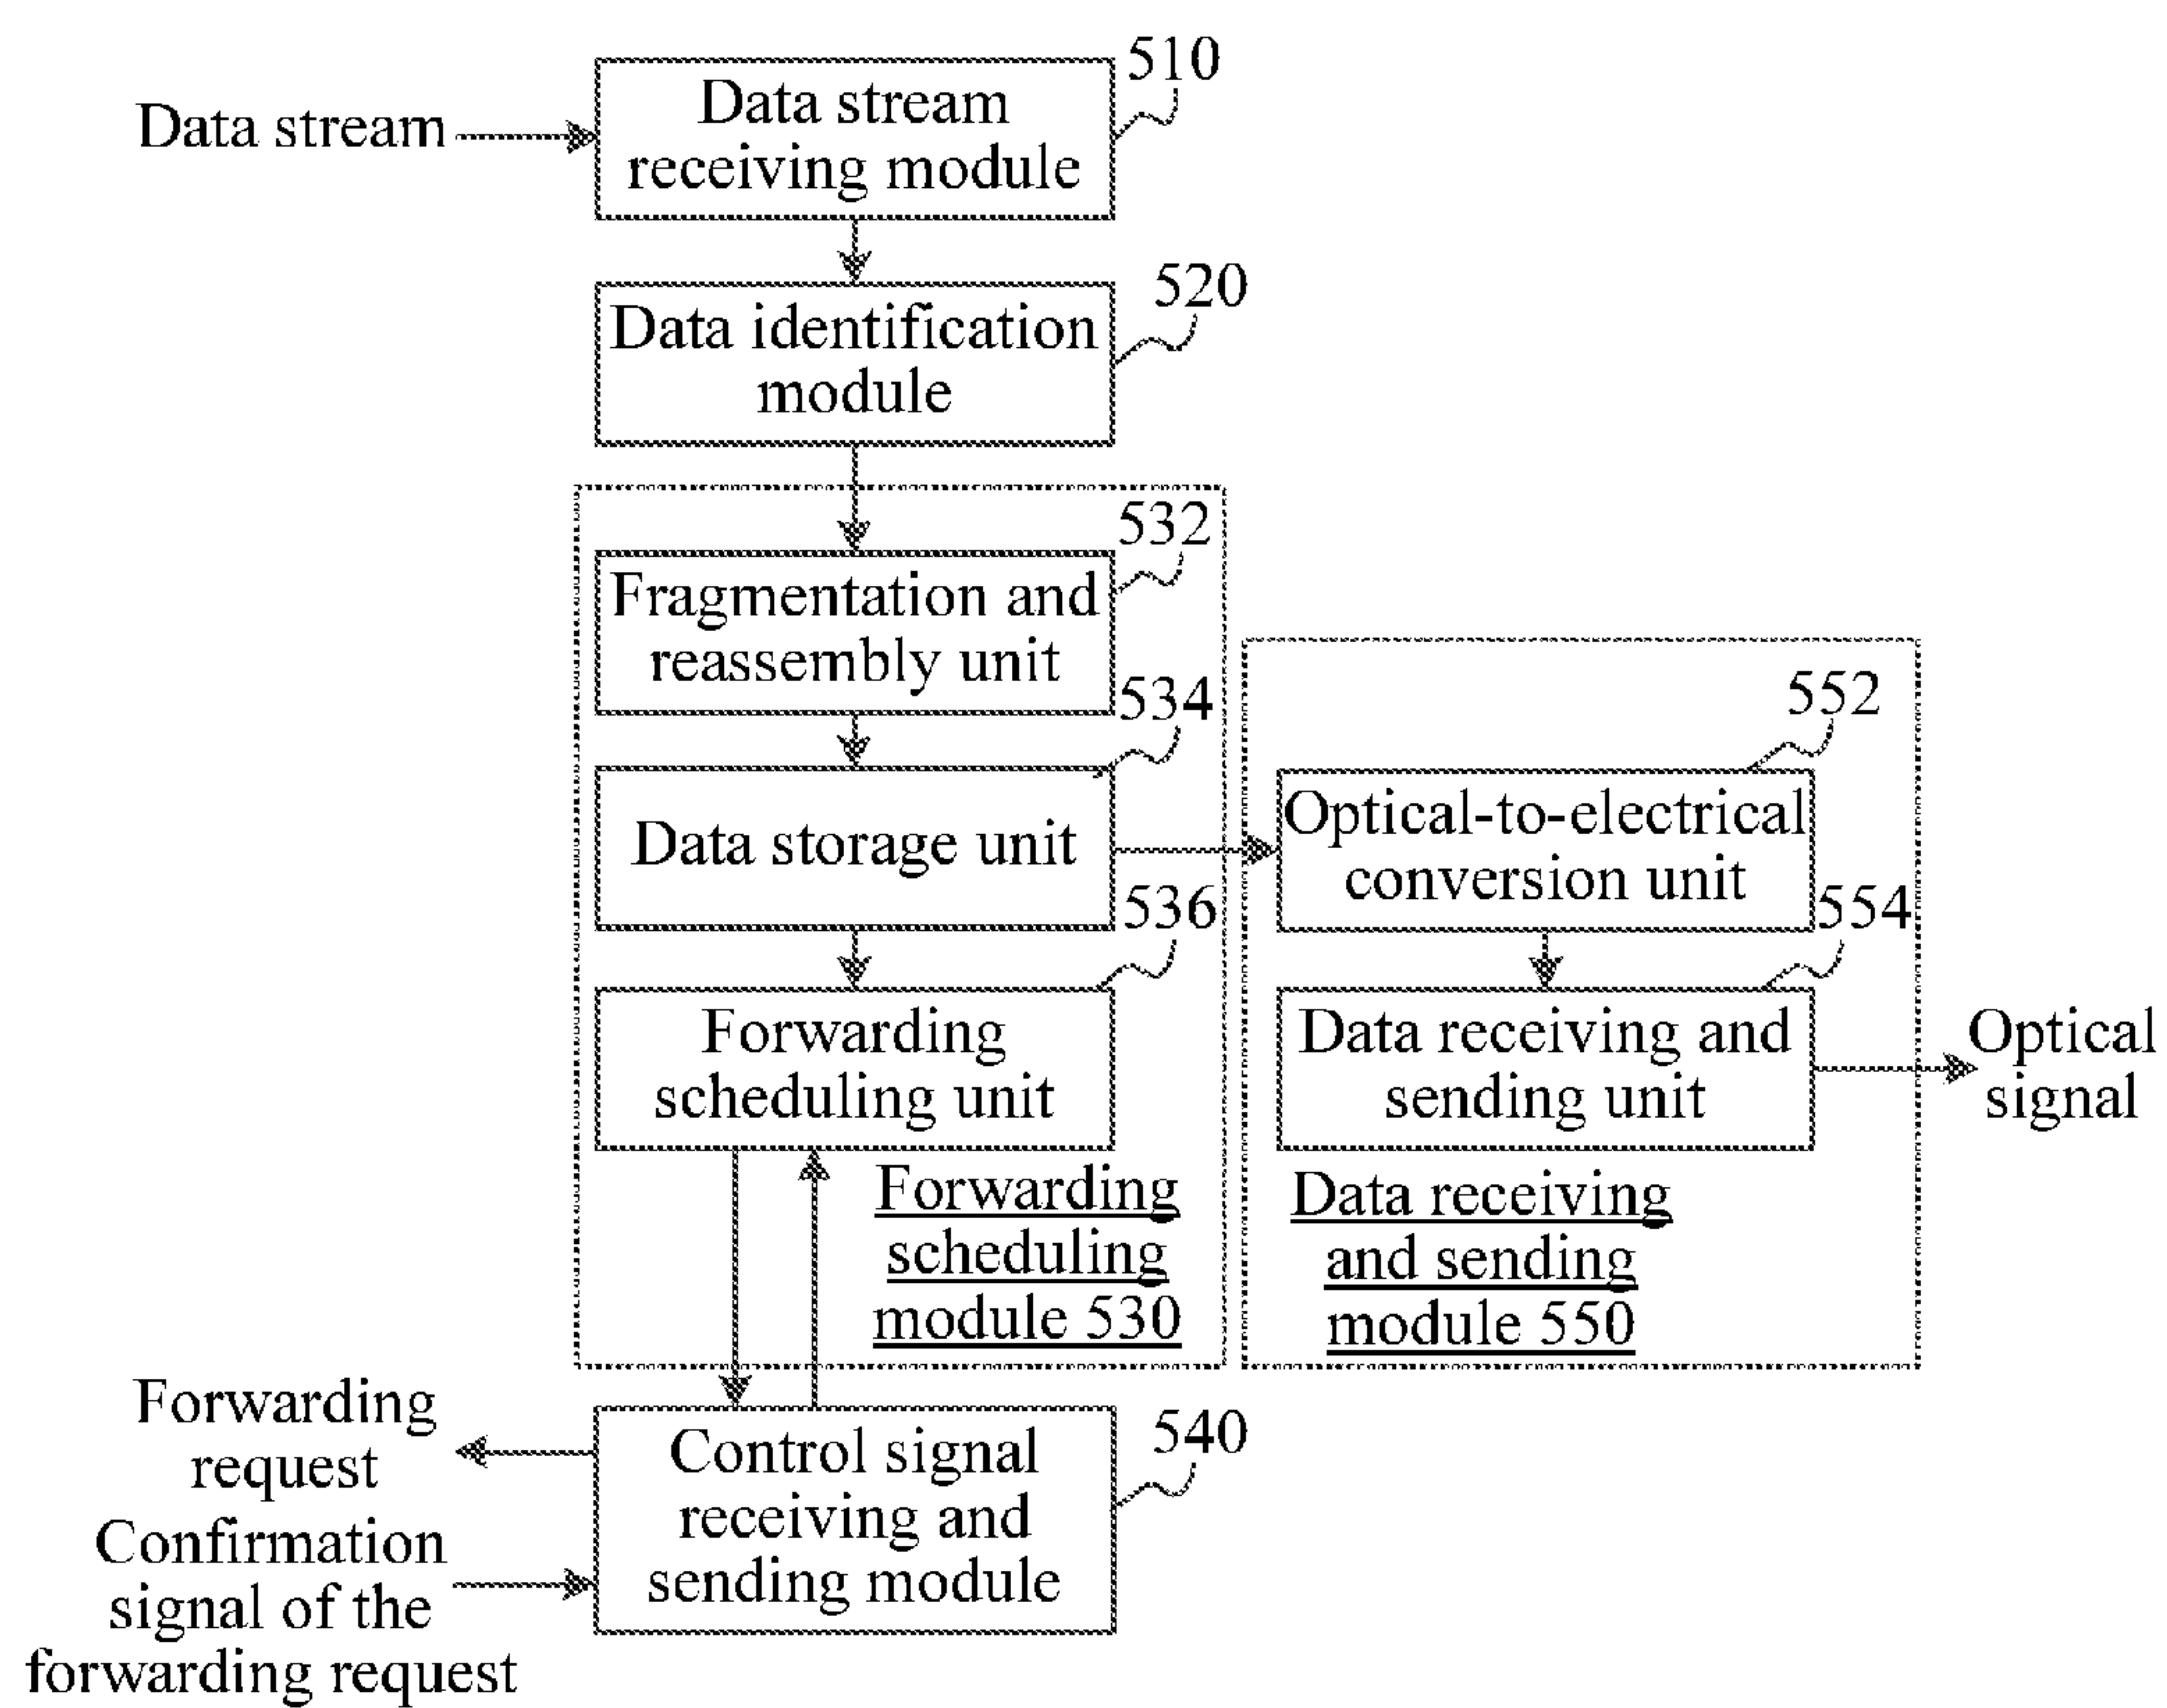 510
Data stream
Data stream
receiving module
520
Data identification
module
532
Fragmentation and
reassembly unit
534
Data storage unit
552
Optical-to-electrical
conversion unit
536
Forwarding
scheduling unit
554
Data receiving and
sending unit
Optical
signal
Forwarding
scheduling
module 530
Data receiving
and sending
module 550
Forwarding
request
Confirmation
signal of the
forwarding request
540
Control signal
receiving and
sending module